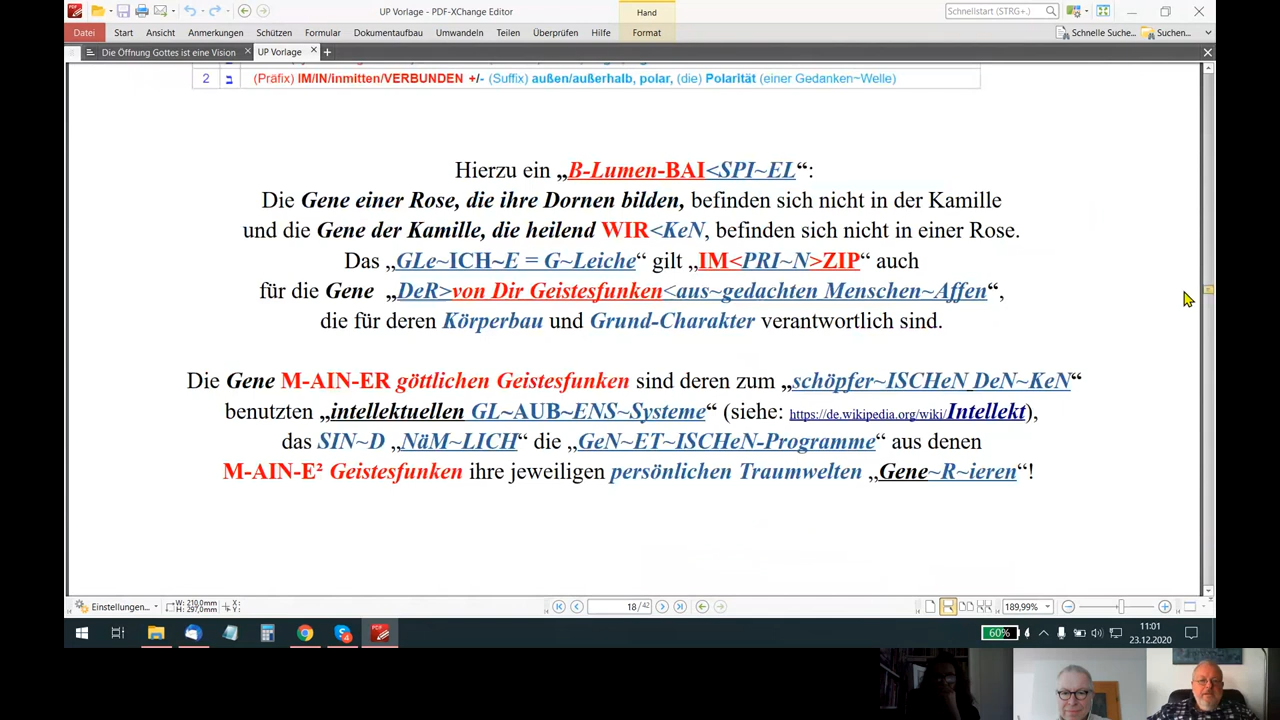 UP Vorlage - PDF-XChange Editor
Hand
Schnellstart (STRG+.)
Datei Start Ansicht Anmerkungen Schützen Formular Dokumentaufbau Umwandeln Teilen Überprüfen Hilfe Format Schnelle Suche... Suchen...
Die Öffnung Gottes ist eine Vision × UP Vorlage × +
2 ב (Präfix) IM/IN/inmitten/VERBUNDEN +/- (Suffix) außen/außerhalb, polar, (die) Polarität (einer Gedanken~Welle)
Hierzu ein „B-Lumen-BAI<SPI~EL“:
Die Gene einer Rose, die ihre Dornen bilden, befinden sich nicht in der Kamille
und die Gene der Kamille, die heilend WIR<KeN, befinden sich nicht in einer Rose.
Das „GLe~ICH~E = G~Leiche“ gilt „IM<PRI~N>ZIP“ auch
für die Gene „DeR>von Dir Geistesfunken<aus~gedachten Menschen~Affen“,
die für deren Körperbau und Grund-Charakter verantwortlich sind.
Die Gene M-AIN-ER göttlichen Geistesfunken sind deren zum „schöpfer~ISCHeN DeN~KeN“
benutzten „intellektuellen GL~AUB~ENS~Systeme“ (siehe: https://de.wikipedia.org/wiki/Intellekt),
das SIN~D „NäM~LICH“ die „GeN~ET~ISCHeN-Programme“ aus denen
M-AIN-E² Geistesfunken ihre jeweiligen persönlichen Traumwelten „Gene~R~ieren“!
Einstellungen... W: 210,0mm X:
H: 297,0mm Y:
18 / 42
189,99%
60%
11:01
23.12.2020